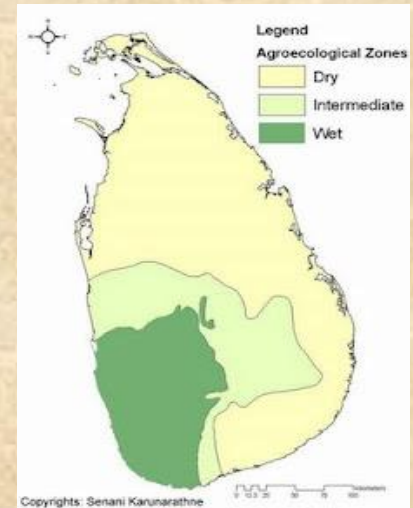 Legend
Agroecological Zones
Dry
Intermediate
Wet
Copyrights: Senani Karunarathne